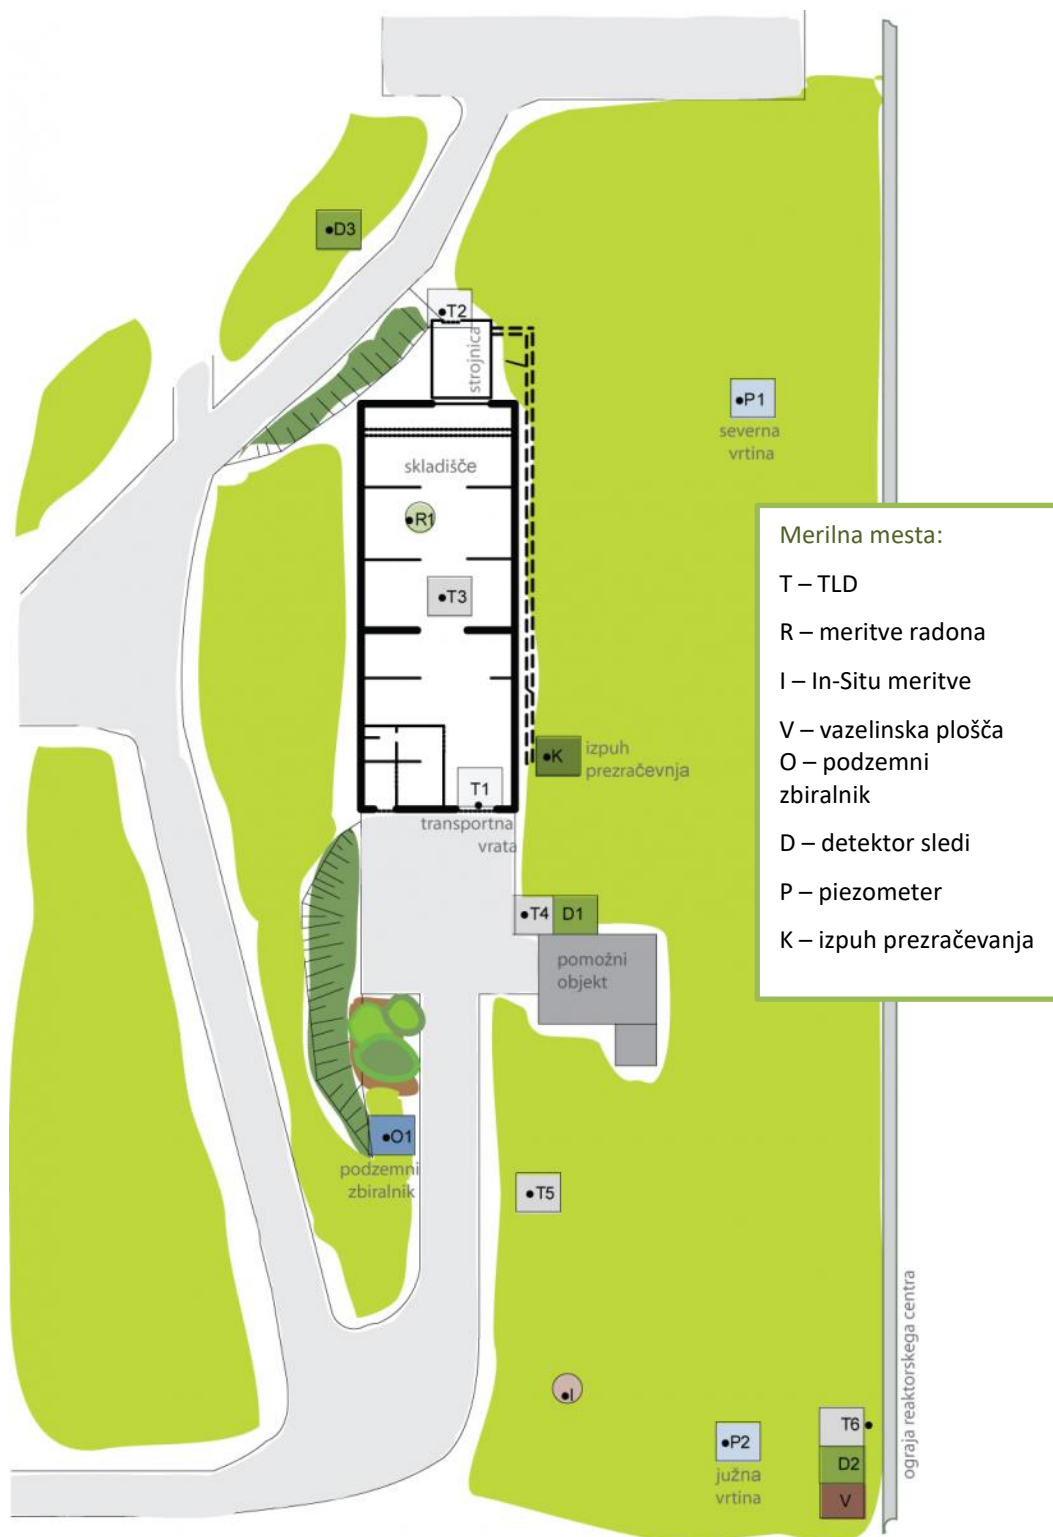 D3
T2
strojnica
P1
severna
vrtina
skladišče
R1
T3
Merilna mesta:
T – TLD
R – meritve radona
I – In-Situ meritve
V – vazelinska plošča
O – podzemni
zbiralnik
D – detektor sledi
P – piezometer
K – izpuh prezračevanja
K
izpuh
prezračevnja
T1
transportna
vrata
T4
D1
pomožni
objekt
O1
podzemni
zbiralnik
T5
I
P2
južna
vrtina
T6
D2
V
ograja reaktorskega centra